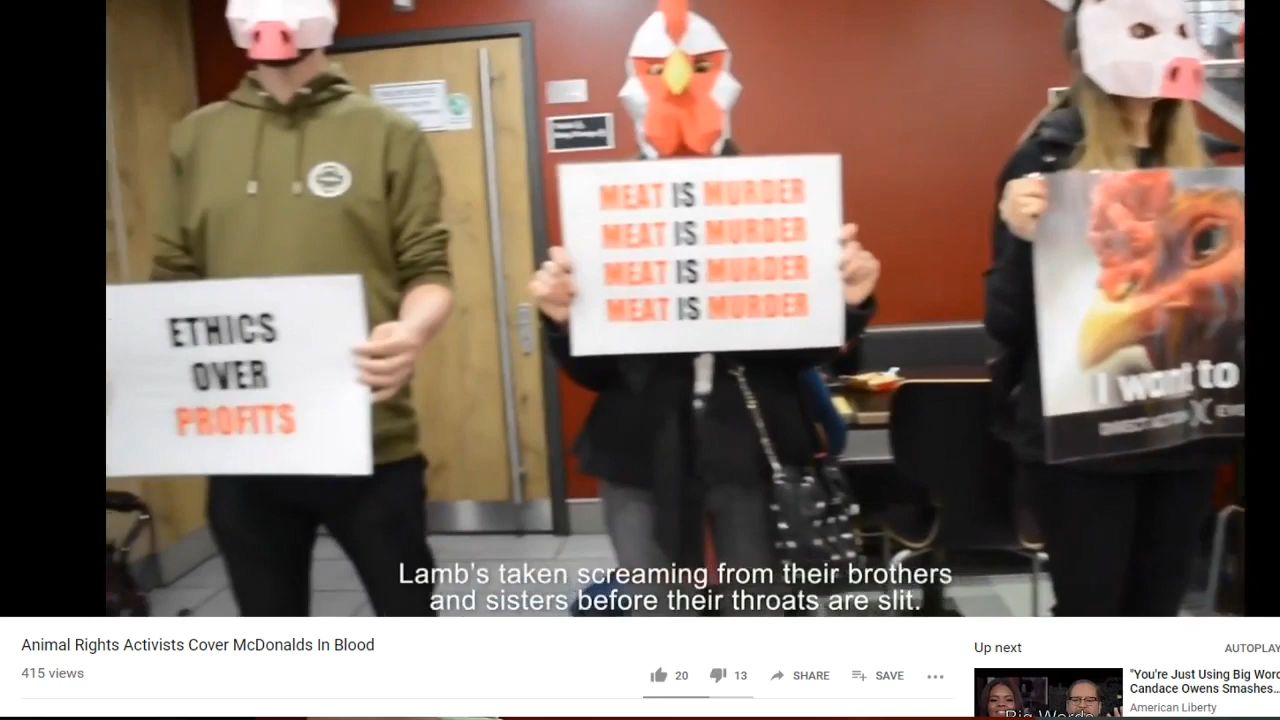 ETHICS
OVER
PROFITS
MEAT IS MURDER
MEAT IS MURDER
MEAT IS MURDER
MEAT IS MURDER
I want to
Lamb's taken screaming from their brothers
and sisters before their throats are slit.
Animal Rights Activists Cover McDonalds In Blood
415 views
20
13
SHARE
SAVE
Up next
AUTOPLAY
"You're Just Using Big Word
Candace Owens Smashes...
American Liberty
Big Words